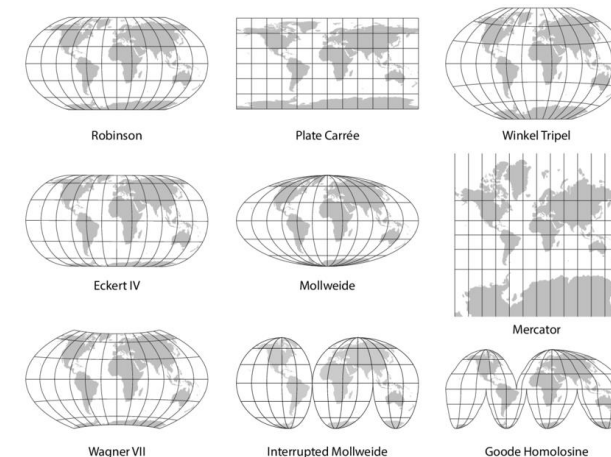 Robinson
Plate Carrée
Winkel Tripel
Eckert IV
Mollweide
Mercator
Wagner VII
Interrupted Mollweide
Goode Homolosine